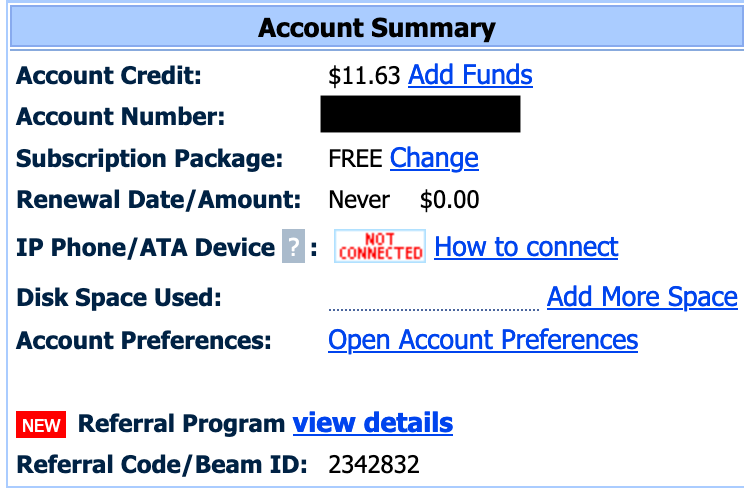 Account Summary
Account Credit: $11.63 Add Funds
Account Number:
Subscription Package: FREE Change
Renewal Date/Amount: Never $0.00
IP Phone/ATA Device ? : NOT CONNECTED How to connect
Disk Space Used: Add More Space
Account Preferences: Open Account Preferences
NEW Referral Program view details
Referral Code/Beam ID: 2342832